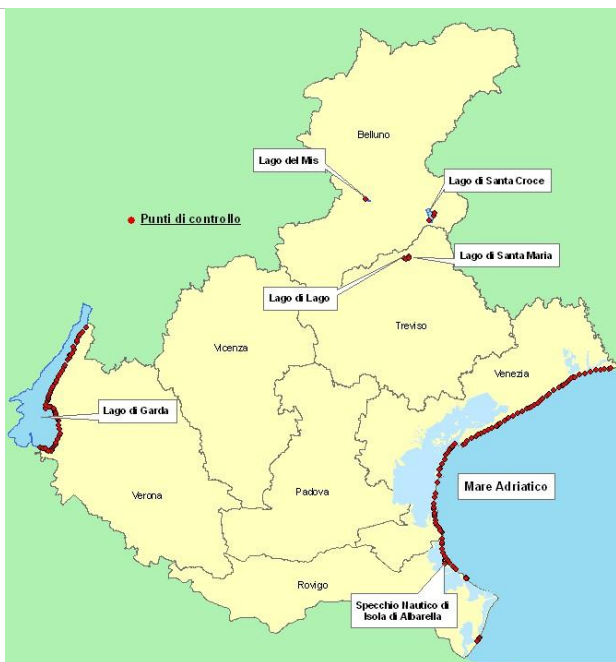 Belluno
Lago del Mis
Lago di Santa Croce
Punti di controllo
Lago di Santa Maria
Lago di Lago
Treviso
Vicenza
Venezia
Lago di Garda
Mare Adriatico
Verona
Padova
Rovigo
Specchio Nautico di
Isola di Albarella